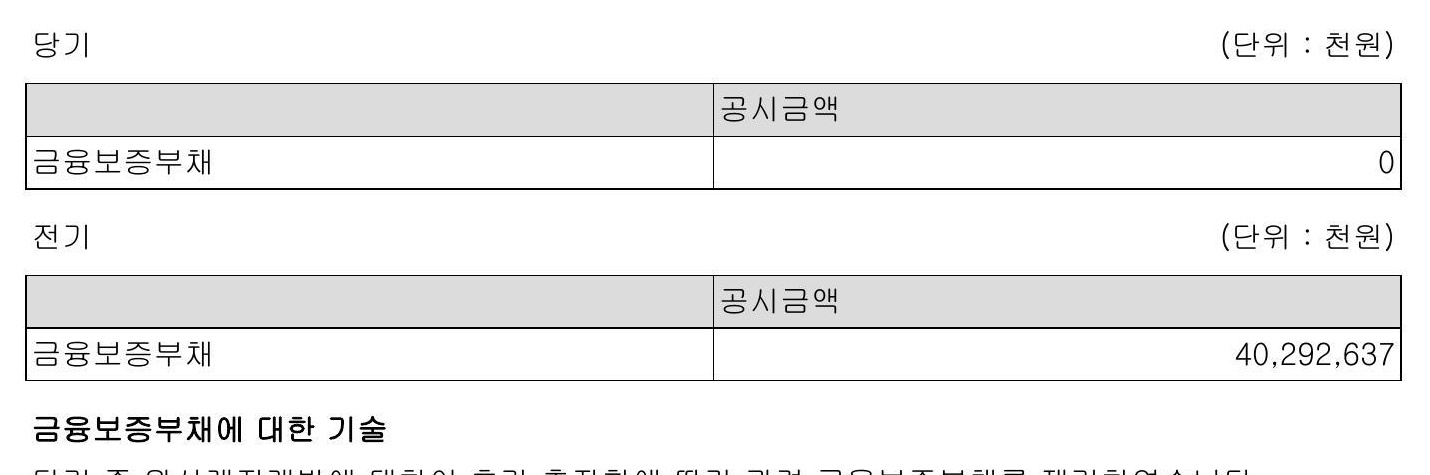 당기 (단위 : 천원)
공시금액
금융보증부채 0
전기 (단위 : 천원)
공시금액
금융보증부채 40,292,637
금융보증부채에 대한 기술